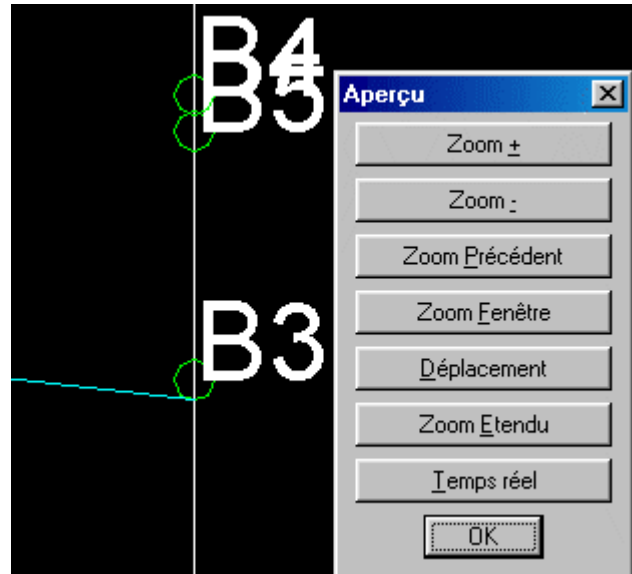 B4
B5
B3
Aperçu
Zoom +
Zoom -
Zoom Précédent
Zoom Fenêtre
Déplacement
Zoom Etendu
Temps réel
OK